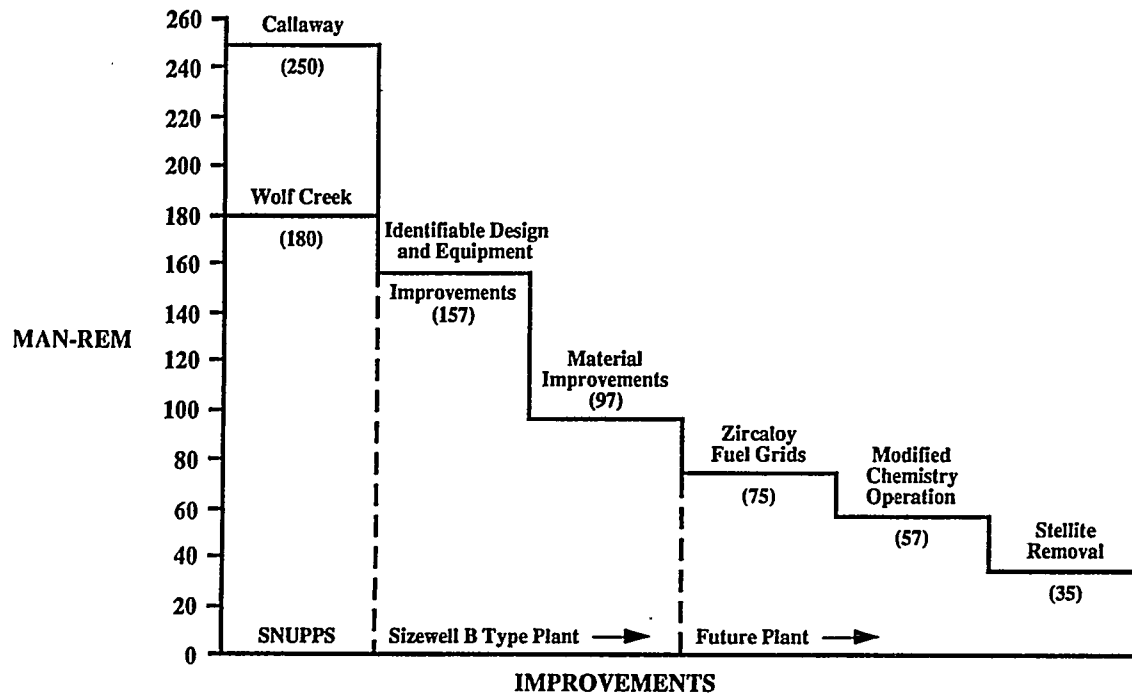 260
240
220
200
180
160
140
120
100
80
60
40
20
0
MAN-REM
Callaway
(250)
Wolf Creek
(180)
Identifiable Design
and Equipment
Improvements
(157)
Material
Improvements
(97)
Zircaloy
Fuel Grids
(75)
Modified
Chemistry
Operation
(57)
Stellite
Removal
(35)
SNUPPS
Sizewell B Type Plant
Future Plant
IMPROVEMENTS